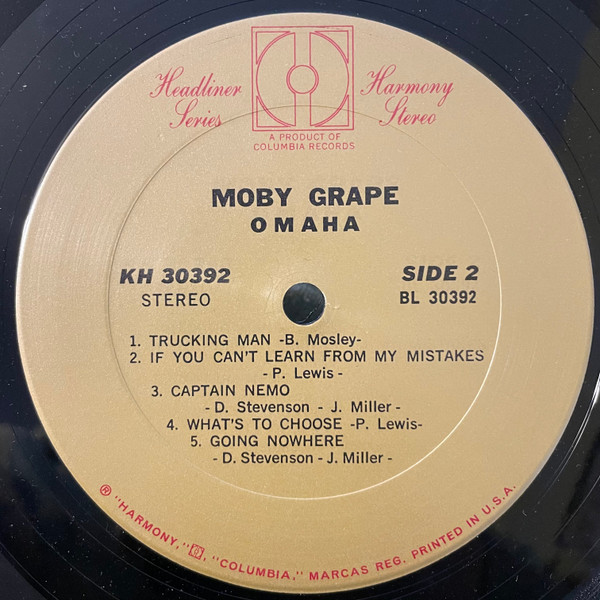 Headliner Series
Harmony Stereo
A PRODUCT OF
COLUMBIA RECORDS
MOBY GRAPE
OMAHA
KH 30392 SIDE 2
STEREO BL 30392
1. TRUCKING MAN -B. Mosley-
2. IF YOU CAN'T LEARN FROM MY MISTAKES
- P. Lewis -
3. CAPTAIN NEMO
- D. Stevenson - J. Miller -
4. WHAT'S TO CHOOSE -P. Lewis-
5. GOING NOWHERE
- D. Stevenson - J. Miller -
® "HARMONY," "COLUMBIA," MARCAS REG. PRINTED IN U.S.A.